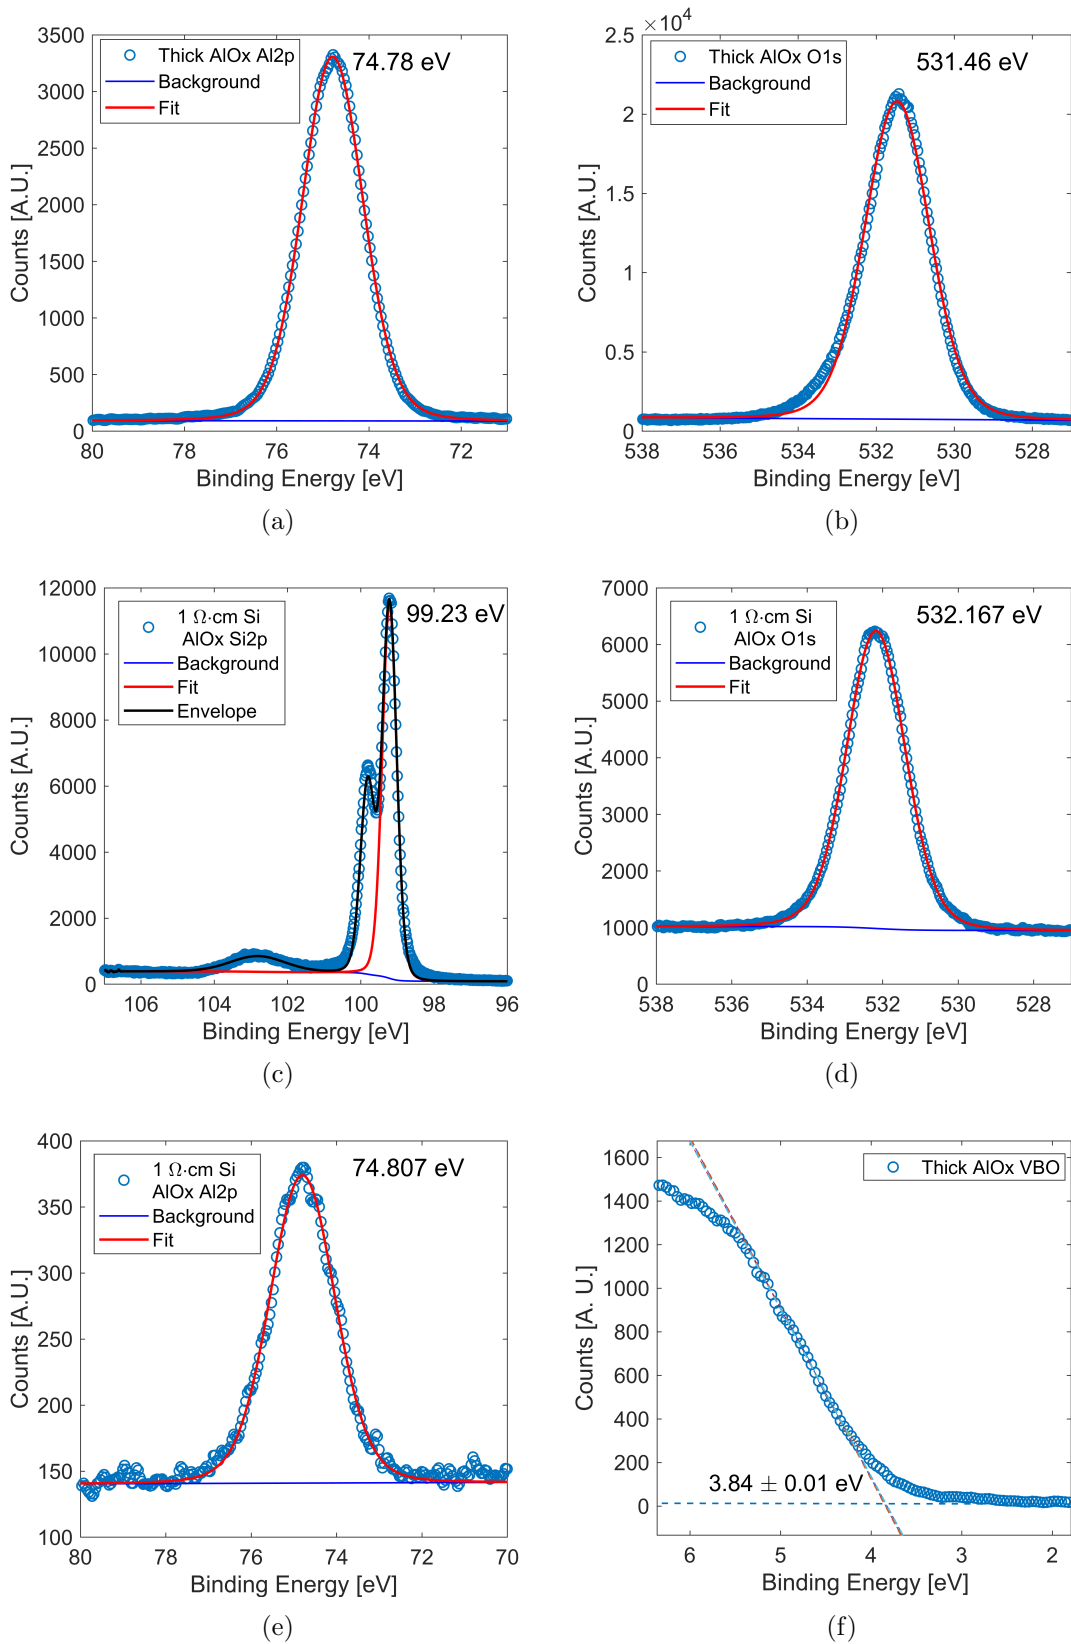 3500
3000
2500
2000
1500
1000
500
0
Counts [A.U.]
Thick AlOx Al2p
Background
Fit
74.78 eV
80 78 76 74 72
Binding Energy [eV]
(a)
×10⁴
2.5
2
1.5
1
0.5
0
Counts [A.U.]
Thick AlOx O1s
Background
Fit
531.46 eV
538 536 534 532 530 528
Binding Energy [eV]
(b)
12000
10000
8000
6000
4000
2000
0
Counts [A.U.]
1 Ω·cm Si
AlOx Si2p
Background
Fit
Envelope
99.23 eV
106 104 102 100 98 96
Binding Energy [eV]
(c)
7000
6000
5000
4000
3000
2000
1000
0
Counts [A.U.]
1 Ω·cm Si
AlOx O1s
Background
Fit
532.167 eV
538 536 534 532 530 528
Binding Energy [eV]
(d)
400
350
300
250
200
150
100
Counts [A.U.]
1 Ω·cm Si
AlOx Al2p
Background
Fit
74.807 eV
80 78 76 74 72 70
Binding Energy [eV]
(e)
1600
1400
1200
1000
800
600
400
200
0
Counts [A. U.]
Thick AlOx VBO
3.84 ± 0.01 eV
6 5 4 3 2
Binding Energy [eV]
(f)